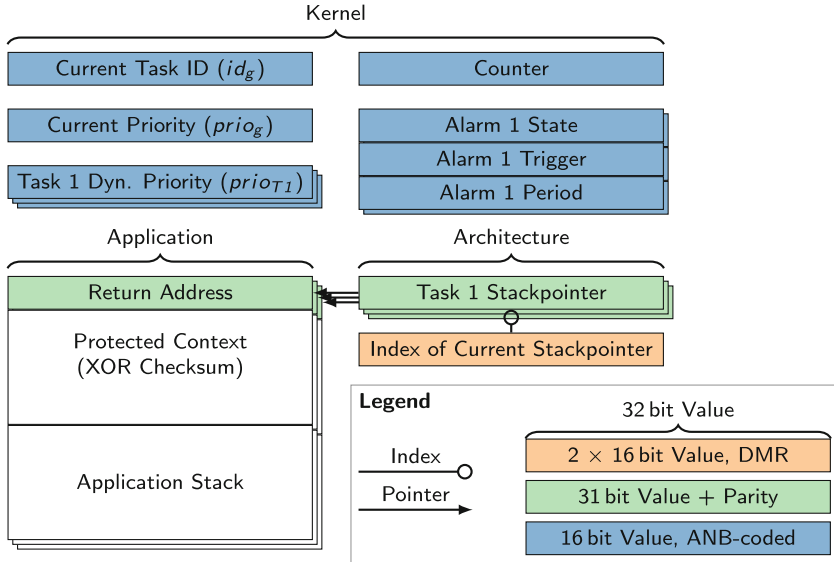 Kernel
Current Task ID (id_g)
Counter
Current Priority (prio_g)
Alarm 1 State
Alarm 1 Trigger
Task 1 Dyn. Priority (prio_T1)
Alarm 1 Period
Application
Architecture
Return Address
Task 1 Stackpointer
Protected Context
(XOR Checksum)
Index of Current Stackpointer
Application Stack
Legend
32 bit Value
Index
2 × 16 bit Value, DMR
Pointer
31 bit Value + Parity
16 bit Value, ANB-coded